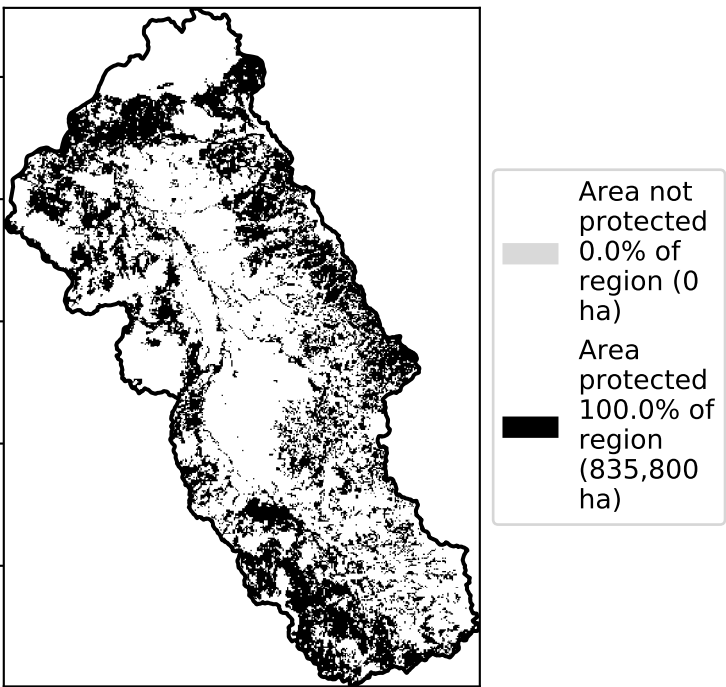 Area not
protected
0.0% of
region (0
ha)
Area
protected
100.0% of
region
(835,800
ha)